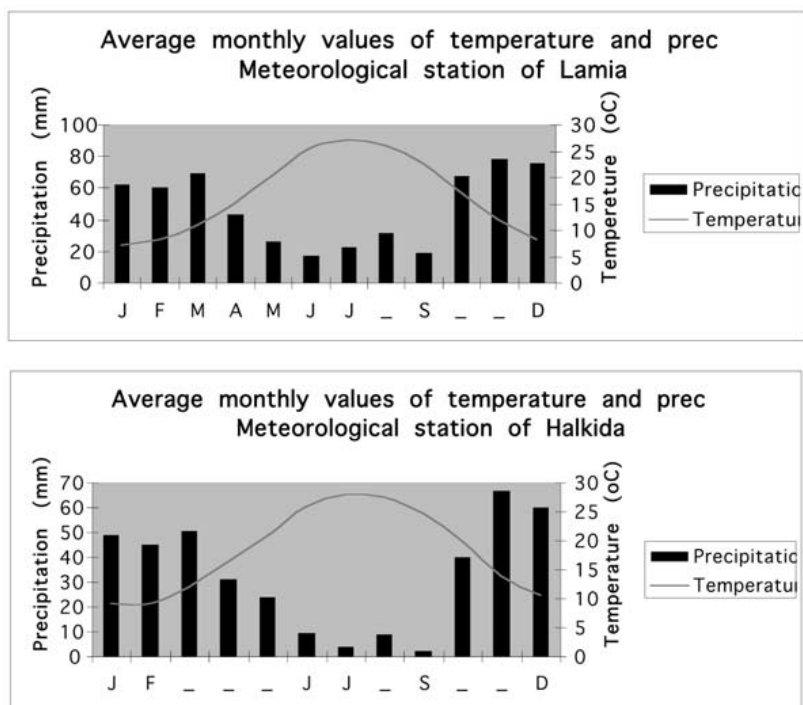 Average monthly values of temperature and prec
Meteorological station of Lamia
Precipitation (mm)
100
80
60
40
20
0
30
25
20
15
10
5
0
Temperature (oC)
J F M A M J J _ S _ _ D
Precipitatio
Temperatur
Average monthly values of temperature and prec
Meteorological station of Halkida
Precipitation (mm)
70
60
50
40
30
20
10
0
30
25
20
15
10
5
0
Temperature (oC)
J F _ _ _ J J _ S _ _ D
Precipitatio
Temperatur